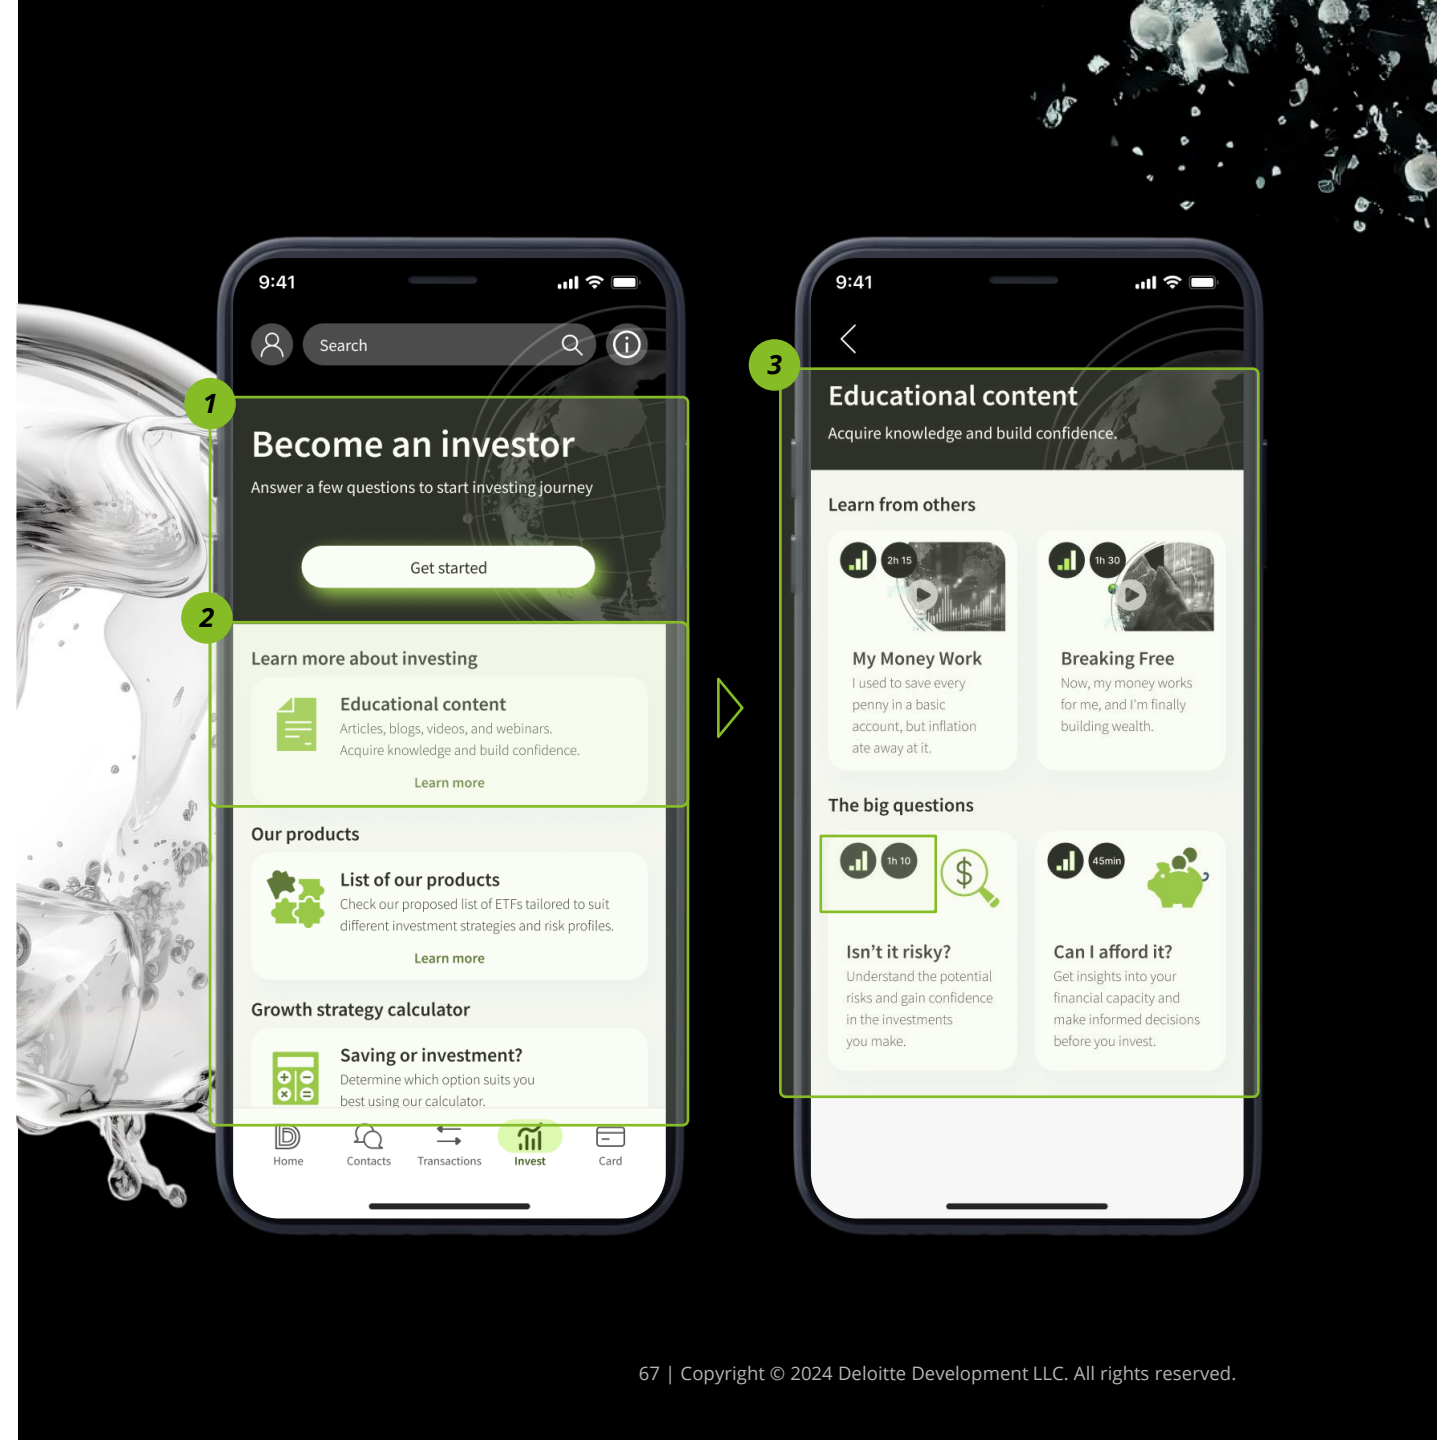 9:41
Search
1
Become an investor
Answer a few questions to start investing journey
Get started
2
Learn more about investing
Educational content
Articles, blogs, videos, and webinars.
Acquire knowledge and build confidence.
Learn more
Our products
List of our products
Check our proposed list of ETFs tailored to suit
different investment strategies and risk profiles.
Learn more
Growth strategy calculator
Saving or investment?
Determine which option suits you
best using our calculator.
Home
Contacts
Transactions
Invest
Card
9:41
3
Educational content
Acquire knowledge and build confidence.
Learn from others
2h 15
My Money Work
I used to save every
penny in a basic
account, but inflation
ate away at it.
1h 30
Breaking Free
Now, my money works
for me, and I'm finally
building wealth.
The big questions
1h 10
Isn't it risky?
Understand the potential
risks and gain confidence
in the investments
you make.
45min
Can I afford it?
Get insights into your
financial capacity and
make informed decisions
before you invest.
67 | Copyright © 2024 Deloitte Development LLC. All rights reserved.